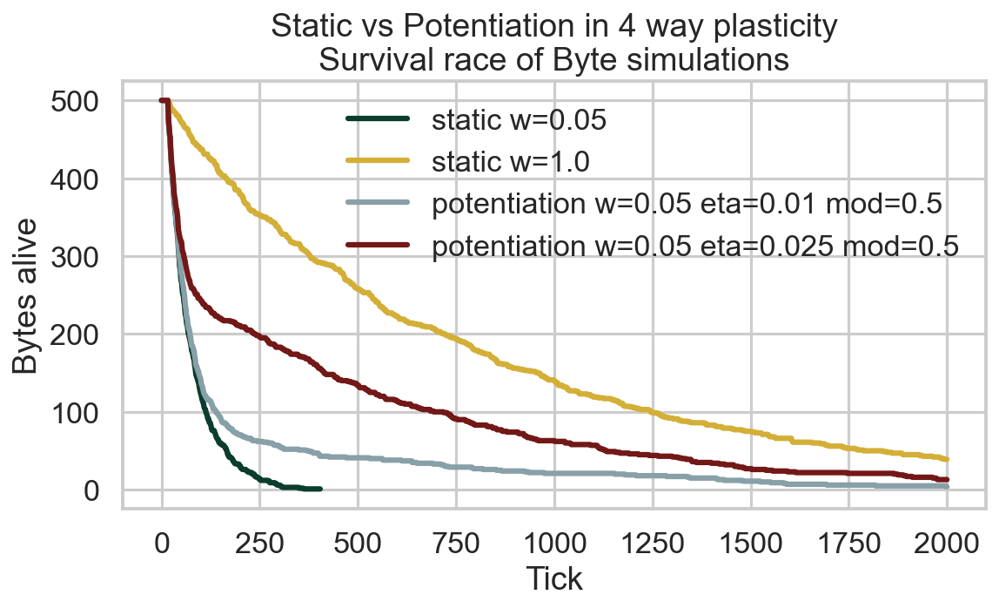 Static vs Potentiation in 4 way plasticity
Survival race of Byte simulations
500
400
300
200
100
0
Bytes alive
static w=0.05
static w=1.0
potentiation w=0.05 eta=0.01 mod=0.5
potentiation w=0.05 eta=0.025 mod=0.5
0 250 500 750 1000 1250 1500 1750 2000
Tick